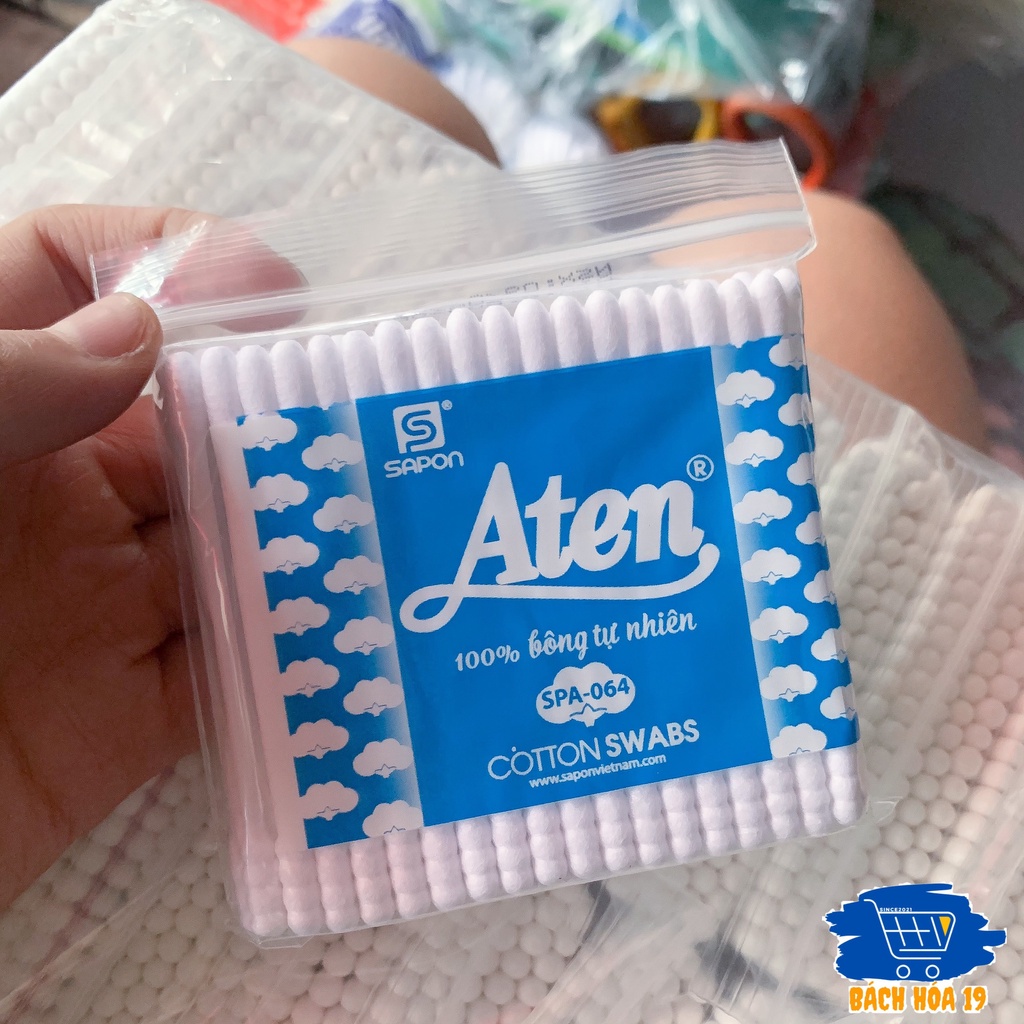 SAPON
Aten®
100% bông tự nhiên
SPA-064
COTTON SWABS
www.saponvietnam.com
SINCE2021
BÁCH HÓA 19